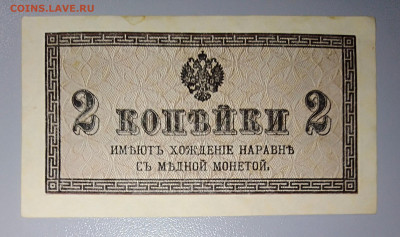 COINS.LAVE.RU
2 КОПѢЙКИ 2
ИМѢЮТЪ ХОЖДЕНІЕ НАРАВНѢ
СЪ МѢДНОЙ МОНЕТОЙ.